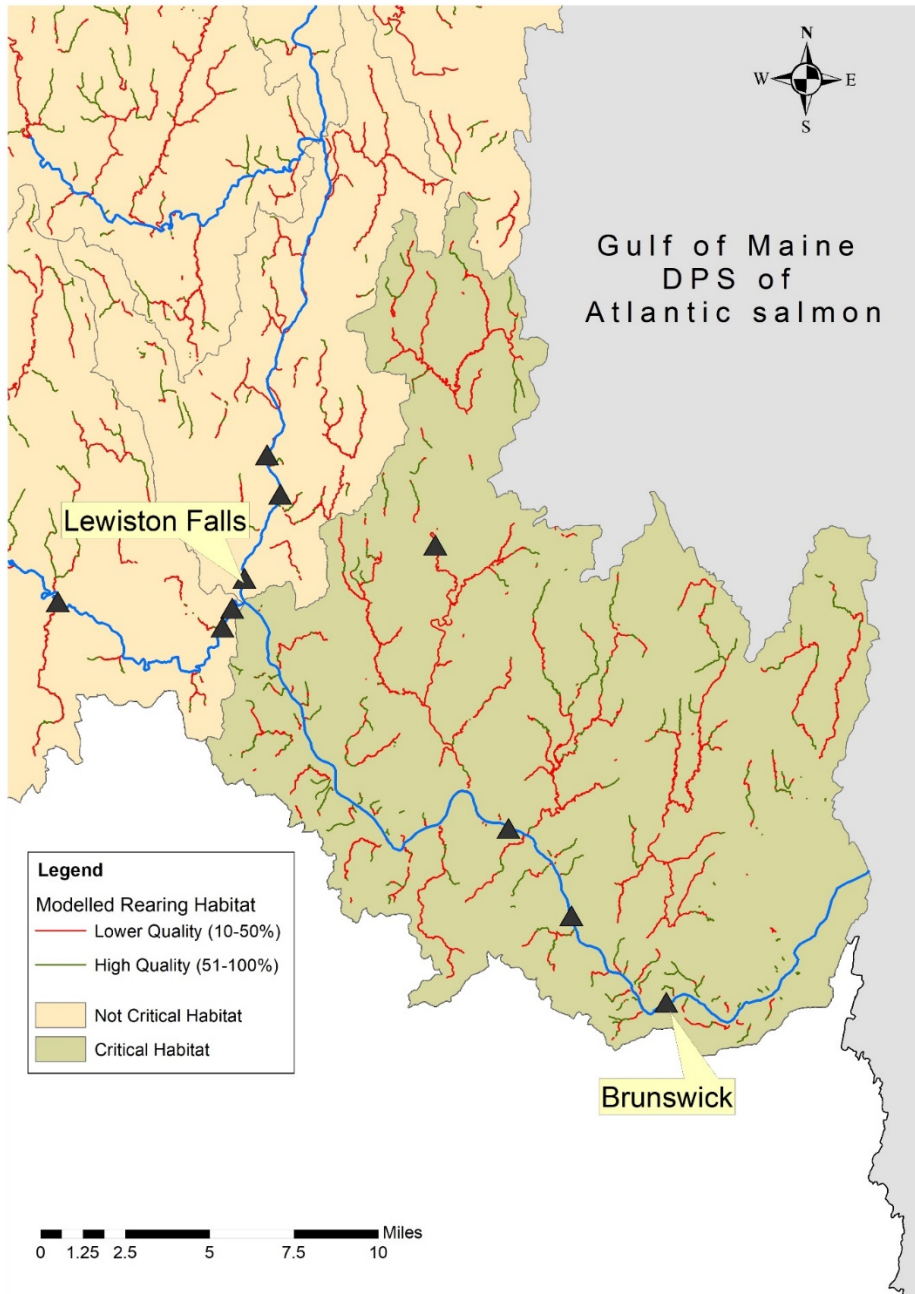 N
W E
S
Gulf of Maine
DPS of
Atlantic salmon
Lewiston Falls
Legend
Modelled Rearing Habitat
Lower Quality (10-50%)
High Quality (51-100%)
Not Critical Habitat
Critical Habitat
Brunswick
Miles
0 1.25 2.5 5 7.5 10